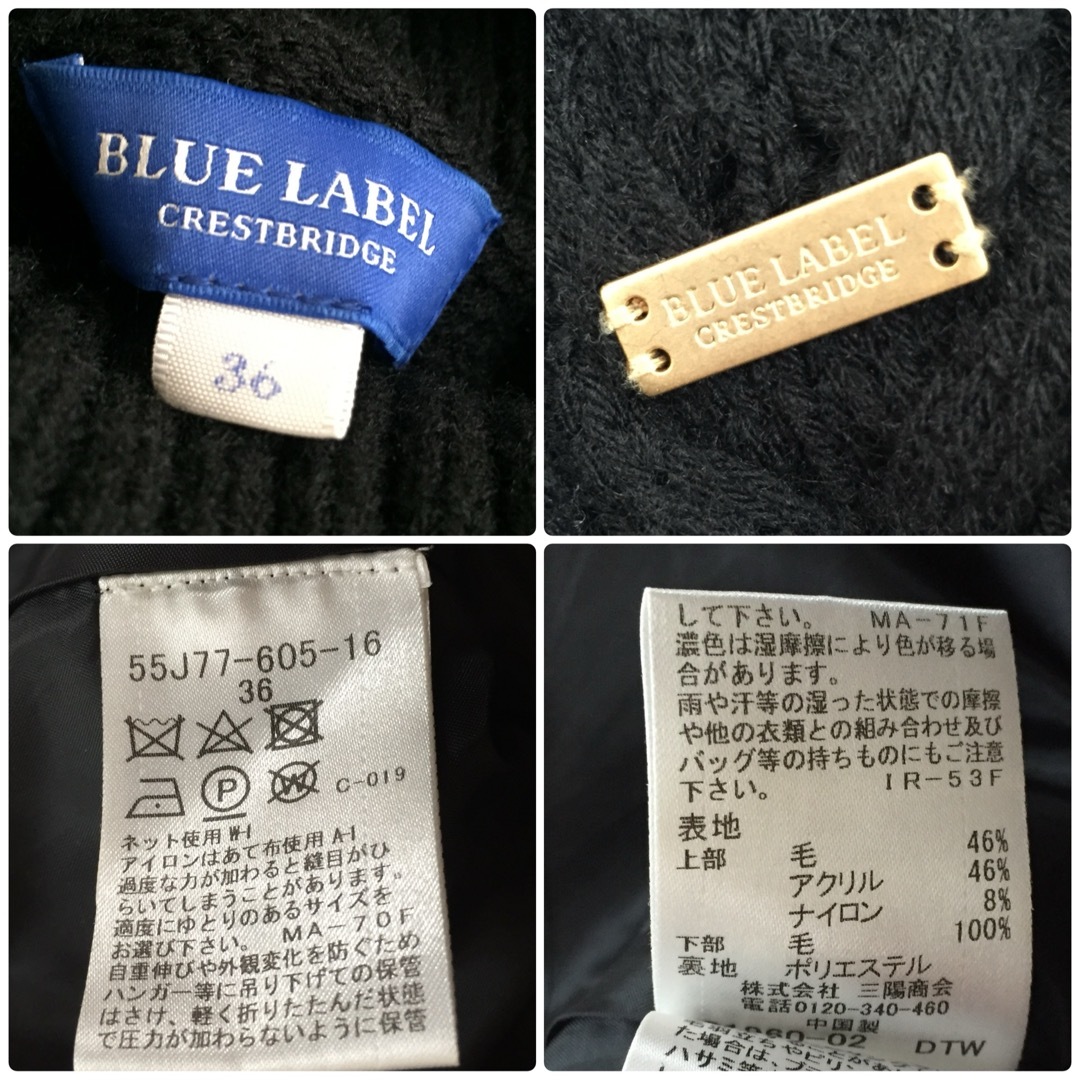 BLUE LABEL
CRESTBRIDGE
36
BLUE LABEL
CRESTBRIDGE
55J77-605-16
36
C-019
ネット使用 W-1
アイロンはあて布使用 A-1
過度な力が加わると縫目がひ
らいてしまうことがあります。
適度にゆとりのあるサイズを
お選び下さい。 MA-70F
自重伸びや外観変化を防ぐため
ハンガー等に吊り下げての保管
はさけ、軽く折りたたんだ状態
で圧力が加わらないように保管
して下さい。 MA-71F
濃色は湿摩擦により色が移る場
合があります。
雨や汗等の湿った状態での摩擦
や他の衣類との組み合わせ及び
バッグ等の持ちものにもご注意
下さい。 IR-53F
表地
上部 毛 46%
アクリル 46%
ナイロン 8%
下部 毛 100%
裏地 ポリエステル
株式会社 三陽商会
電話0120-340-460
中国製
060-02 DTW